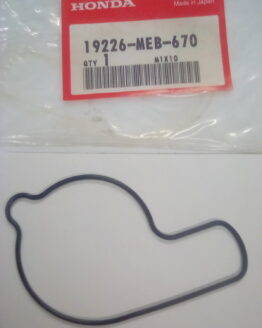 HONDA
Made in Japan
19226-MEB-670
QTY 1 M1X10